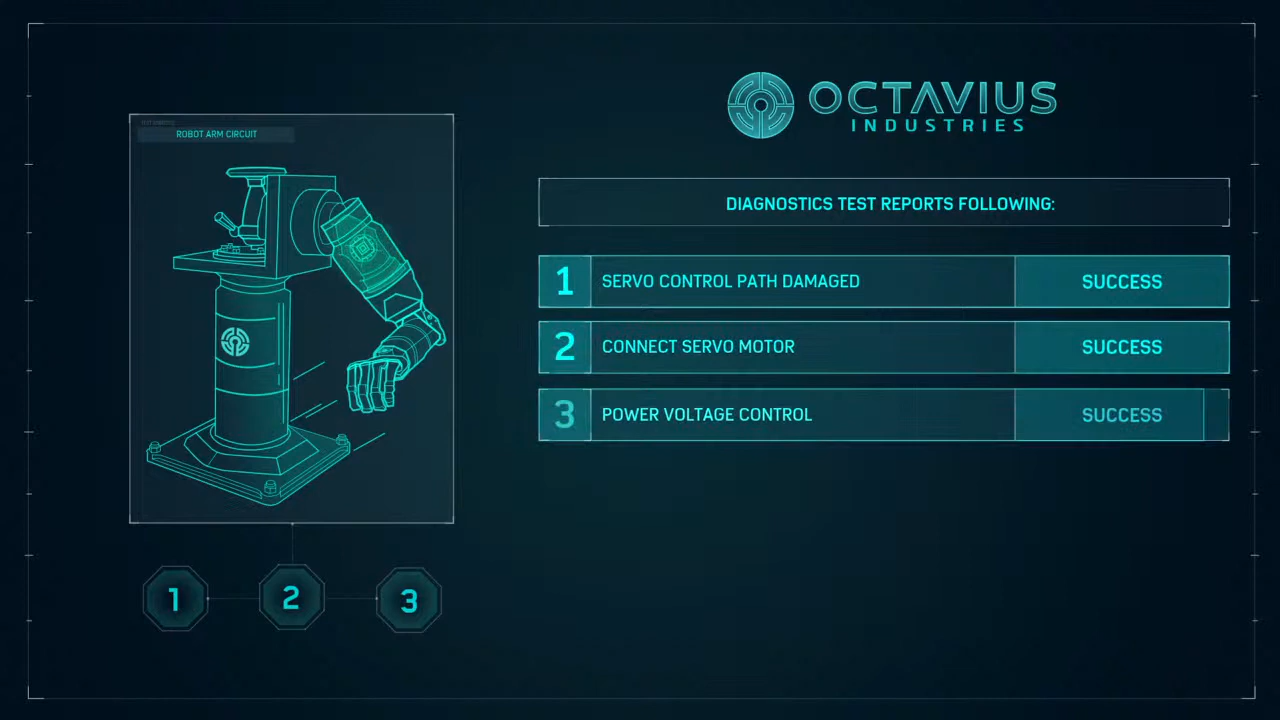 OCTAVIUS
INDUSTRIES
ROBOT ARM CIRCUIT
DIAGNOSTICS TEST REPORTS FOLLOWING:
1 SERVO CONTROL PATH DAMAGED SUCCESS
2 CONNECT SERVO MOTOR SUCCESS
3 POWER VOLTAGE CONTROL SUCCESS
1 2 3